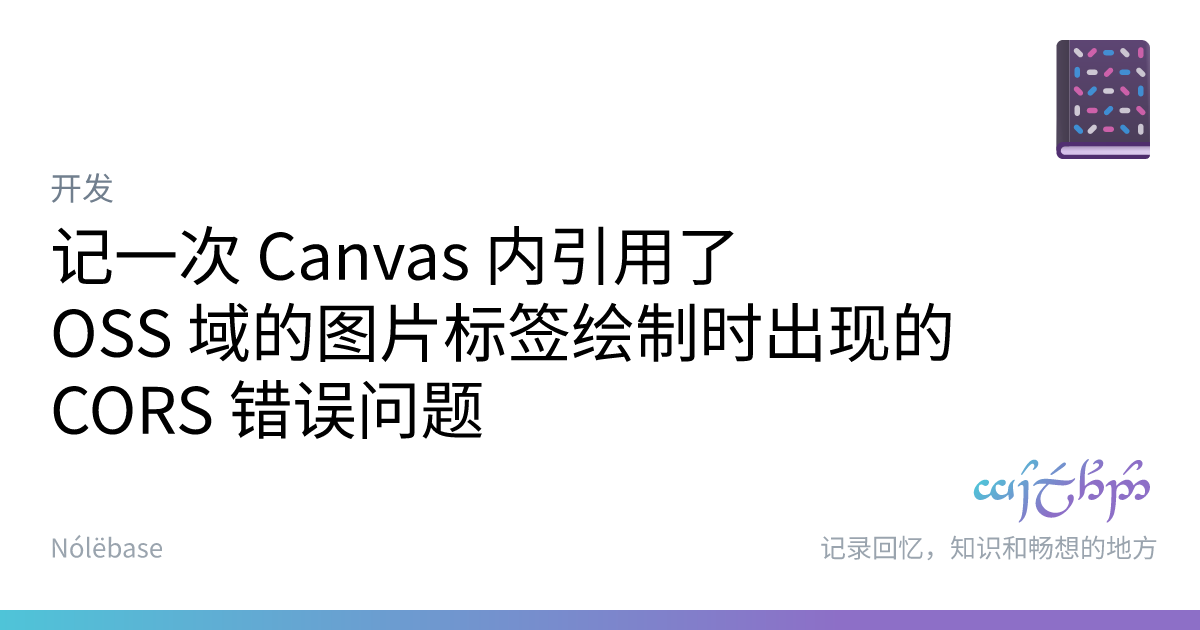 开发
记一次 Canvas 内引用了
OSS 域的图片标签绘制时出现的
CORS 错误问题
Nólëbase
记录回忆，知识和畅想的地方